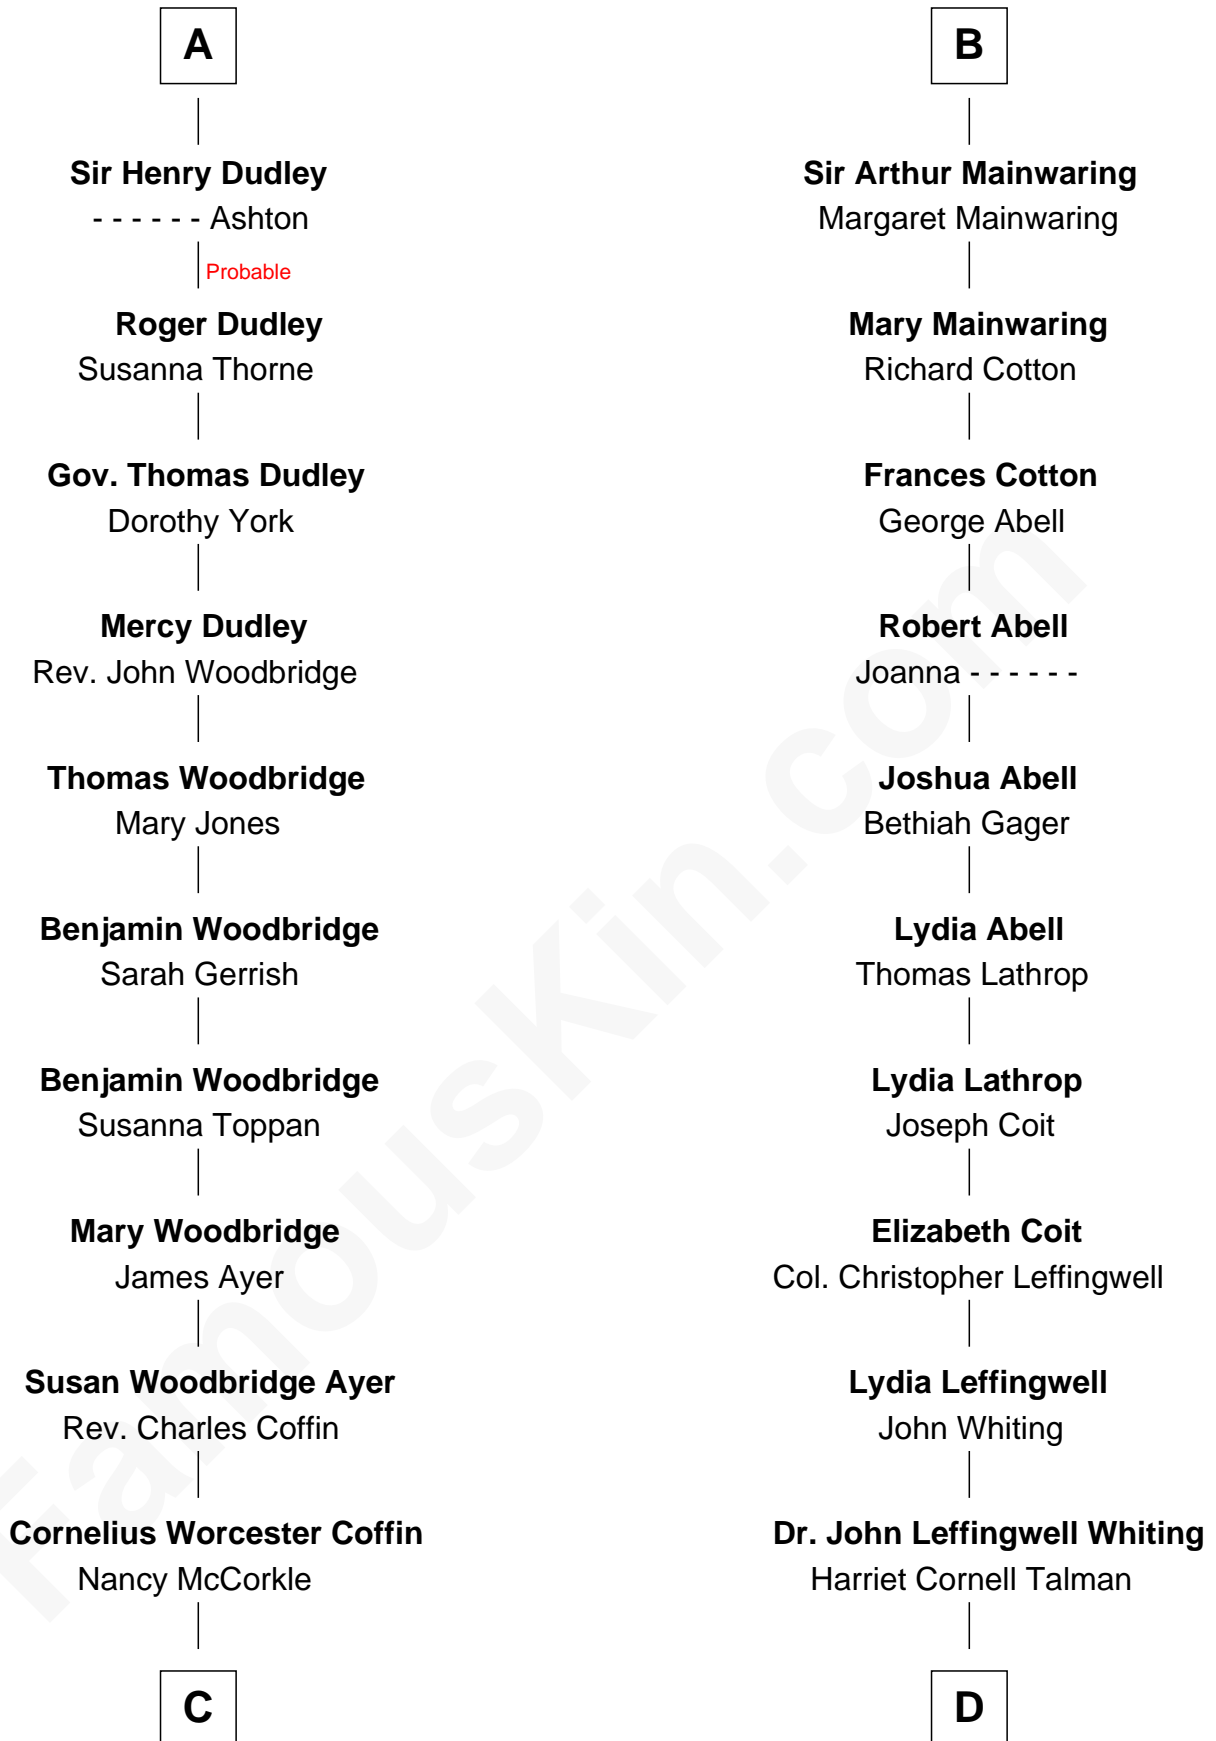 A
Sir Henry Dudley
- - - - - - Ashton
Probable
Roger Dudley
Susanna Thorne
Gov. Thomas Dudley
Dorothy York
Mercy Dudley
Rev. John Woodbridge
Thomas Woodbridge
Mary Jones
Benjamin Woodbridge
Sarah Gerrish
Benjamin Woodbridge
Susanna Toppan
Mary Woodbridge
James Ayer
Susan Woodbridge Ayer
Rev. Charles Coffin
Cornelius Worcester Coffin
Nancy McCorkle
C
B
Sir Arthur Mainwaring
Margaret Mainwaring
Mary Mainwaring
Richard Cotton
Frances Cotton
George Abell
Robert Abell
Joanna - - - - - -
Joshua Abell
Bethiah Gager
Lydia Abell
Thomas Lathrop
Lydia Lathrop
Joseph Coit
Elizabeth Coit
Col. Christopher Leffingwell
Lydia Leffingwell
John Whiting
Dr. John Leffingwell Whiting
Harriet Cornell Talman
D
FamousKin.com